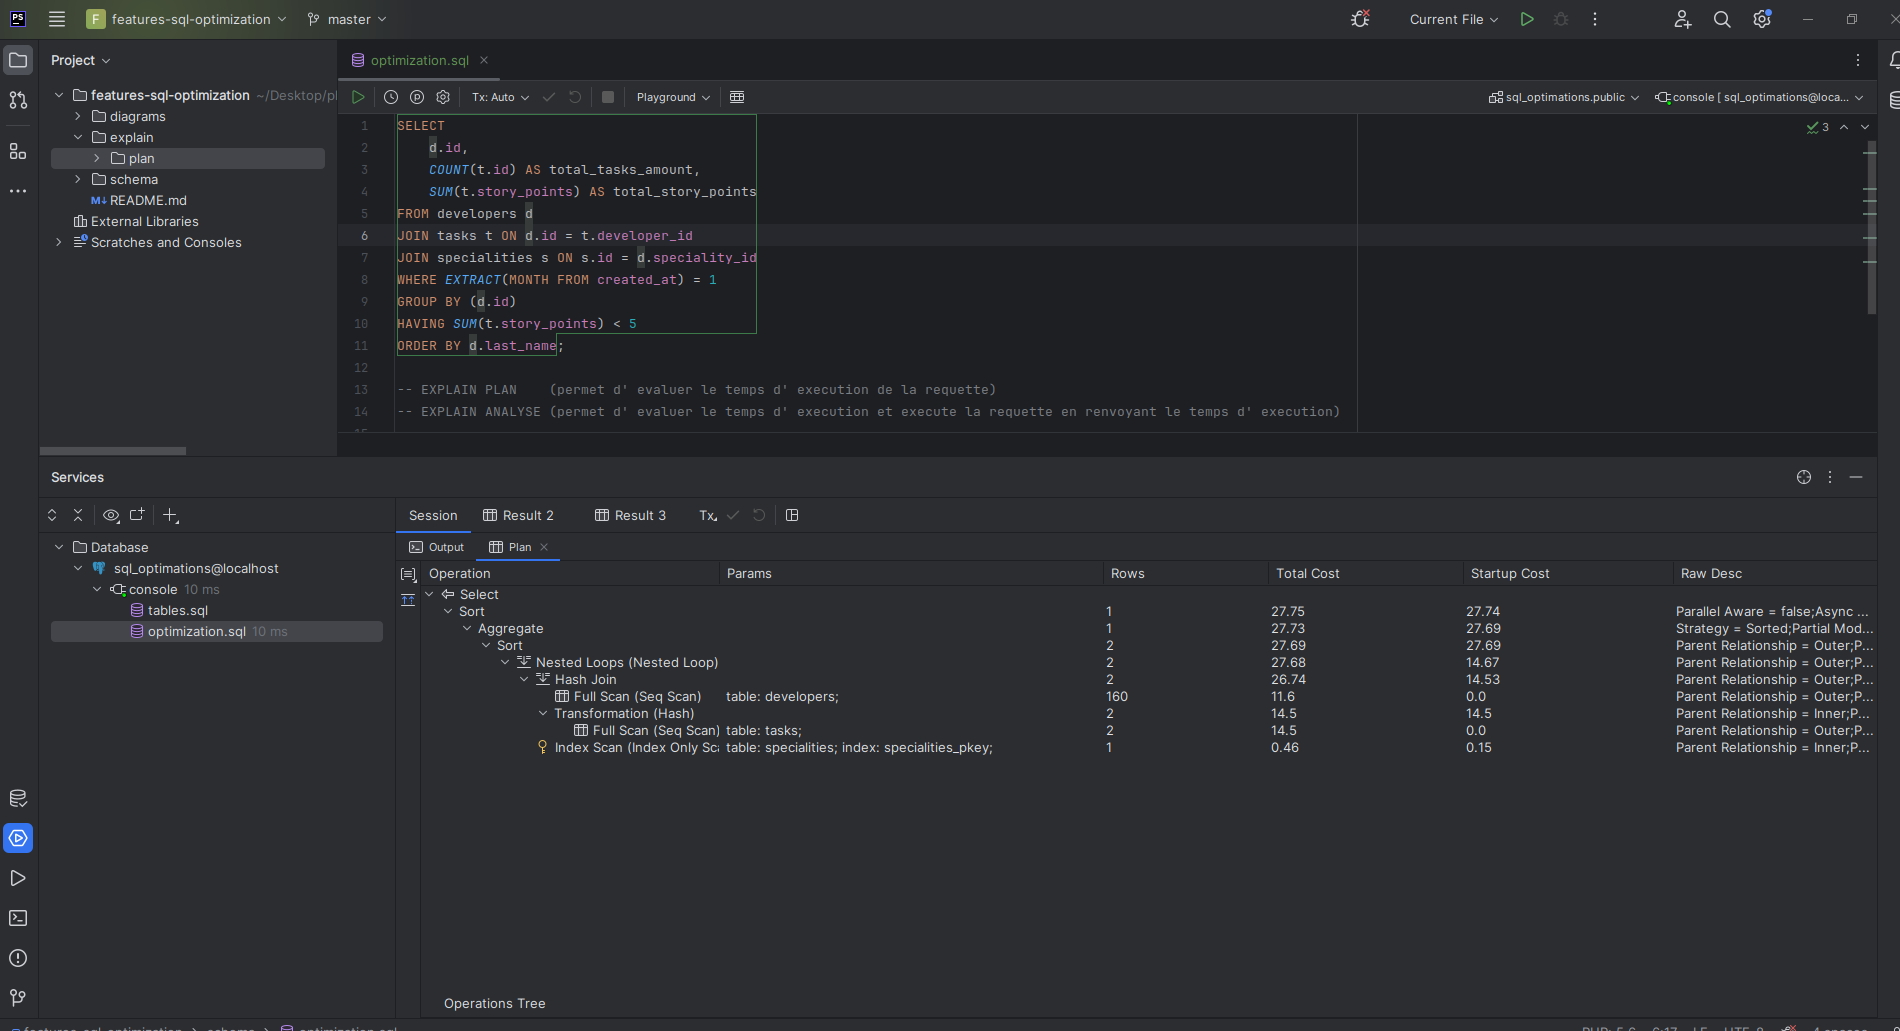 PS
F features-sql-optimization
master
Current File
Project
features-sql-optimization ~/Desktop/pl
diagrams
explain
plan
schema
M↓ README.md
External Libraries
Scratches and Consoles
optimization.sql
Tx: Auto
Playground
sql_optimations.public
console [ sql_optimations@loca...
3
1 SELECT
2 d.id,
3 COUNT(t.id) AS total_tasks_amount,
4 SUM(t.story_points) AS total_story_points
5 FROM developers d
6 JOIN tasks t ON d.id = t.developer_id
7 JOIN specialities s ON s.id = d.speciality_id
8 WHERE EXTRACT(MONTH FROM created_at) = 1
9 GROUP BY (d.id)
10 HAVING SUM(t.story_points) < 5
11 ORDER BY d.last_name;
12
13 -- EXPLAIN PLAN (permet d' evaluer le temps d' execution de la requette)
14 -- EXPLAIN ANALYSE (permet d' evaluer le temps d' execution et execute la requette en renvoyant le temps d' execution)
Services
Database
sql_optimations@localhost
console 10 ms
tables.sql
optimization.sql 10 ms
Session Result 2 Result 3 Tx
Output Plan
Operation Params Rows Total Cost Startup Cost Raw Desc
Select
Sort 1 27.75 27.74 Parallel Aware = false;Async ...
Aggregate 1 27.73 27.69 Strategy = Sorted;Partial Mod...
Sort 2 27.69 27.69 Parent Relationship = Outer;P...
Nested Loops (Nested Loop) 2 27.68 14.67 Parent Relationship = Outer;P...
Hash Join 2 26.74 14.53 Parent Relationship = Outer;P...
Full Scan (Seq Scan) table: developers; 160 11.6 0.0 Parent Relationship = Outer;P...
Transformation (Hash) 2 14.5 14.5 Parent Relationship = Inner;P...
Full Scan (Seq Scan) table: tasks; 2 14.5 0.0 Parent Relationship = Outer;P...
Index Scan (Index Only Sca table: specialities; index: specialities_pkey; 1 0.46 0.15 Parent Relationship = Inner;P...
Operations Tree